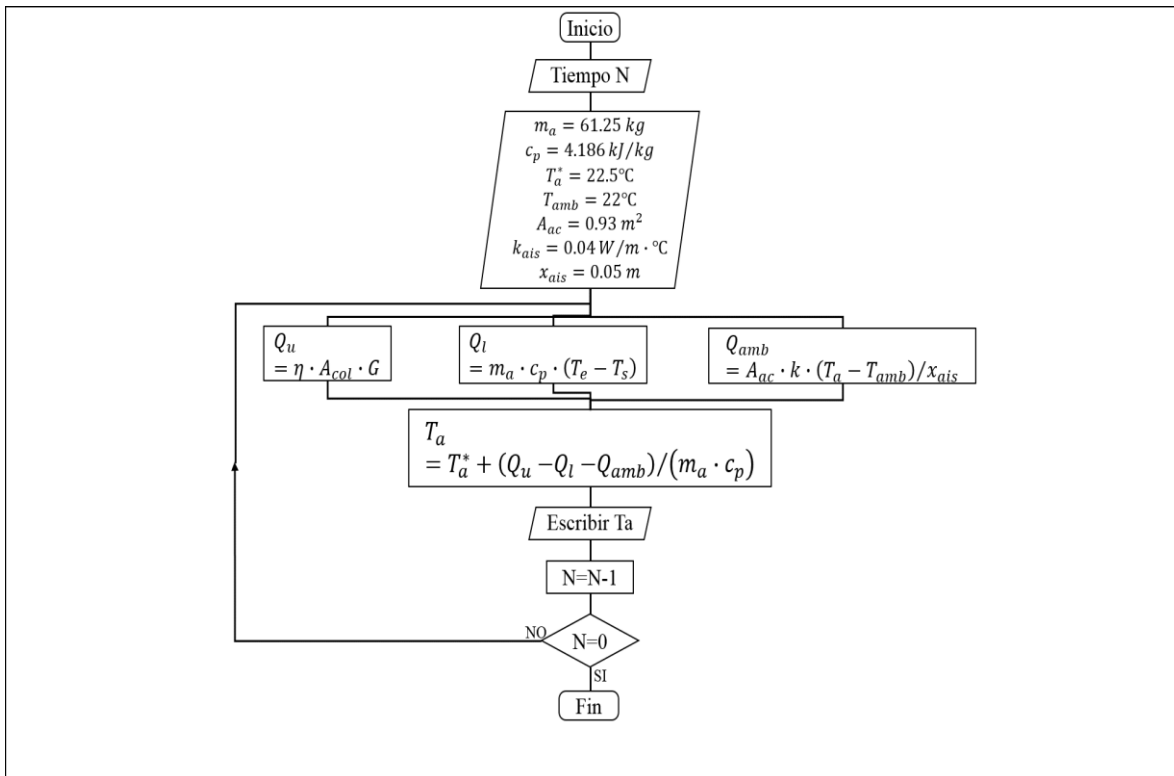 Inicio
Tiempo N
m_a = 61.25 kg
c_p = 4.186 kJ/kg
T_a^* = 22.5°C
T_amb = 22°C
A_ac = 0.93 m²
k_ais = 0.04 W/m · °C
x_ais = 0.05 m
Q_u
= η · A_col · G
Q_l
= m_a · c_p · (T_e − T_s)
Q_amb
= A_ac · k · (T_a − T_amb)/x_ais
T_a
= T_a^* + (Q_u −Q_l −Q_amb)/(m_a · c_p)
Escribir Ta
N=N-1
NO
N=0
SI
Fin